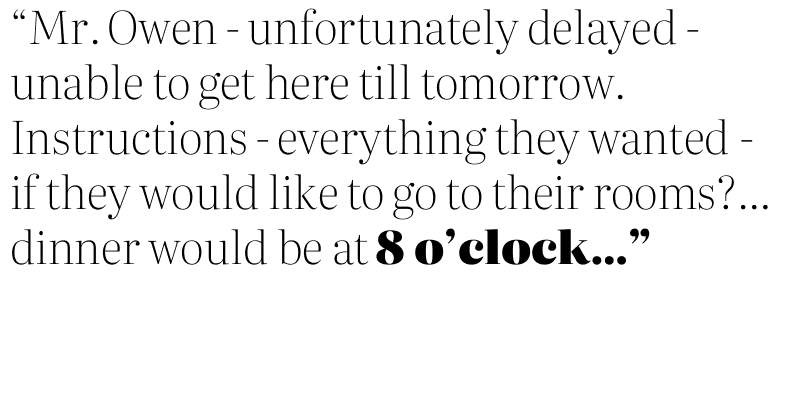 “Mr. Owen - unfortunately delayed -
unable to get here till tomorrow.
Instructions - everything they wanted -
if they would like to go to their rooms?...
dinner would be at 8 o’clock...”